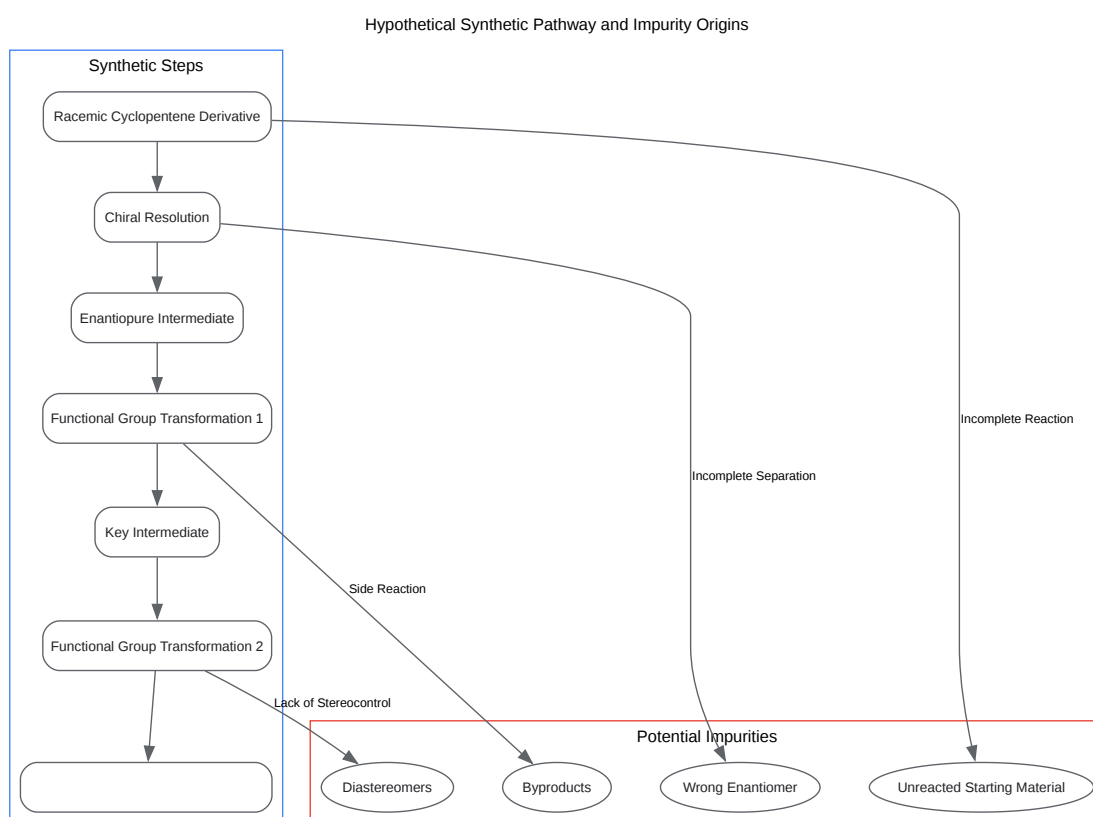 Hypothetical Synthetic Pathway and Impurity Origins
Synthetic Steps
Racemic Cyclopentene Derivative
Chiral Resolution
Enantiopure Intermediate
Functional Group Transformation 1
Incomplete Reaction
Incomplete Separation
Key Intermediate
Side Reaction
Functional Group Transformation 2
Lack of Stereocontrol
Potential Impurities
Diastereomers
Byproducts
Wrong Enantiomer
Unreacted Starting Material